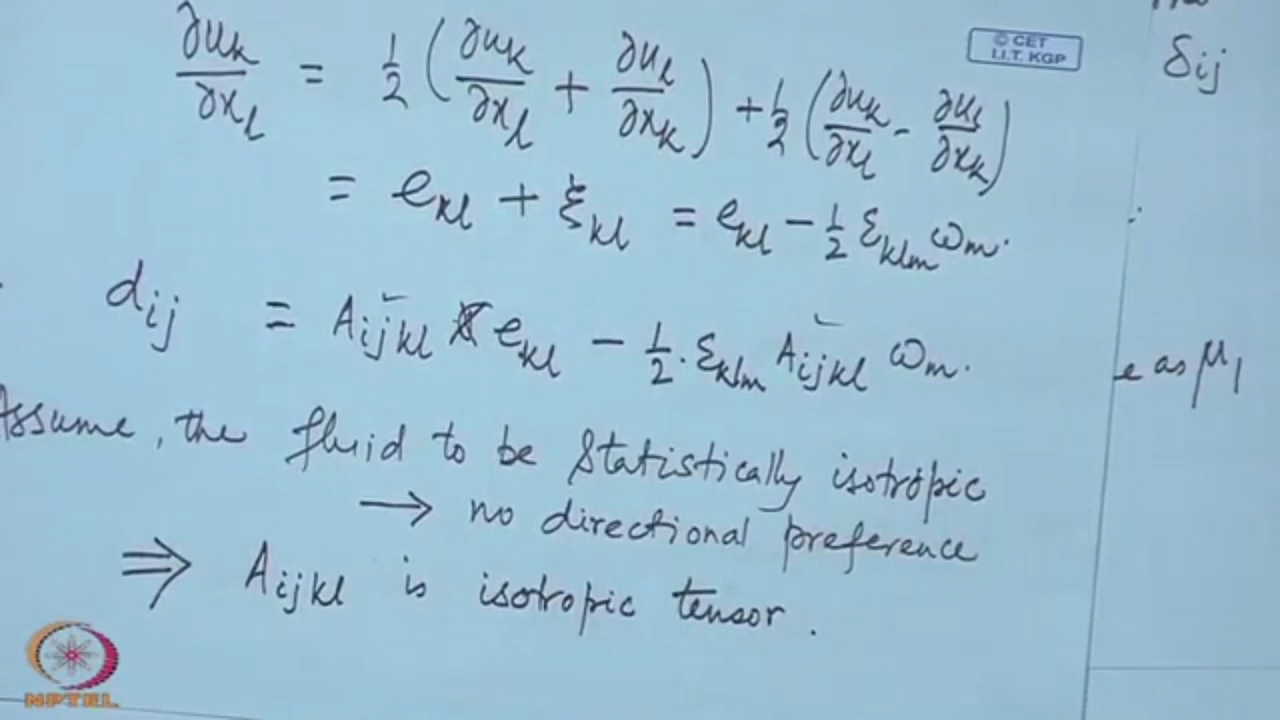 ∂u_k/∂x_l = 1/2 (∂u_k/∂x_l + ∂u_l/∂x_k) + 1/2 (∂u_k/∂x_l - ∂u_l/∂x_k)
© CET
I.I.T. KGP
δ_ij
= e_kl + ξ_kl = e_kl - 1/2 ε_klm ω_m.
d_ij = A_ijkl e_kl - 1/2 . ε_klm A_ijkl ω_m.
e as μ_1
Assume, the fluid to be statistically isotropic
→ no directional preference
⇒ A_ijkl is isotropic tensor.
NPTEL